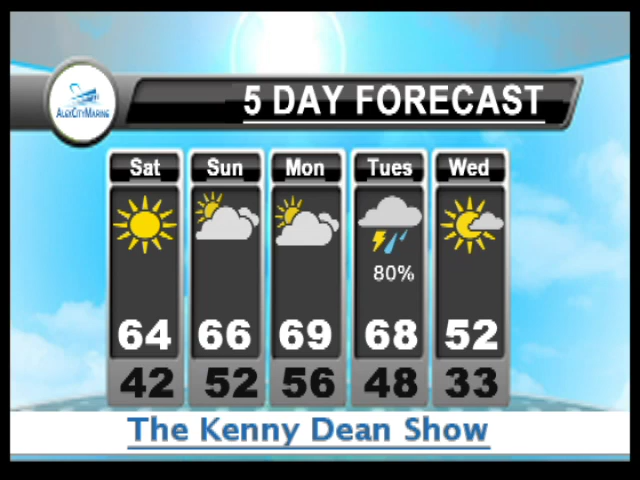 5 DAY FORECAST
AlexCityMarine
Sat Sun Mon Tues Wed
80%
64 66 69 68 52
42 52 56 48 33
The Kenny Dean Show